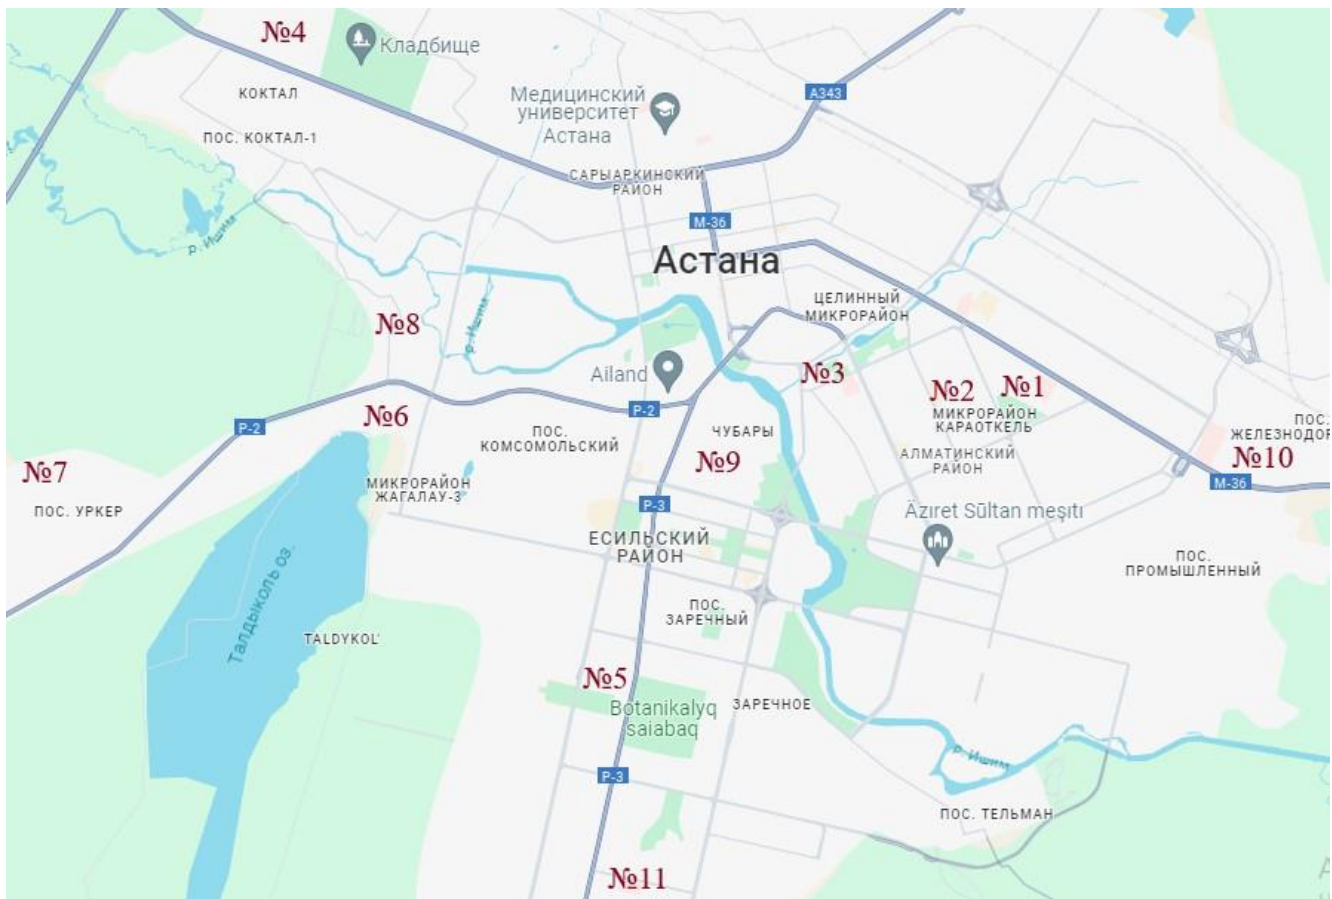 №4
Кладбище
КОКТАЛ
Медицинский
университет
Астана
A343
ПОС. КОКТАЛ-1
САРЫАРКИНСКИЙ
РАЙОН
М-36
р. Ишим
Астана
ЦЕЛИННЫЙ
МИКРОРАЙОН
№8
р. Ишим
Ailand
№3
№2
№1
МИКРОРАЙОН
КАРАОТКЕЛЬ
№6
P-2
P-2
ПОС.
КОМСОМОЛЬСКИЙ
ЧУБАРЫ
ПОС.
ЖЕЛЕЗНОДОР
№7
№9
АЛМАТИНСКИЙ
РАЙОН
№10
М-36
МИКРОРАЙОН
ЖАГАЛАУ-3
ПОС. УРКЕР
P-3
Äziret Sūltan meşıtı
ЕСИЛЬСКИЙ
РАЙОН
ПОС.
ПРОМЫШЛЕННЫЙ
Талдыколь оз.
ПОС.
ЗАРЕЧНЫЙ
TALDYKOL'
№5
Botanikalyq
saiabaq
ЗАРЕЧНОЕ
р. Ишим
P-3
ПОС. ТЕЛЬМАН
№11